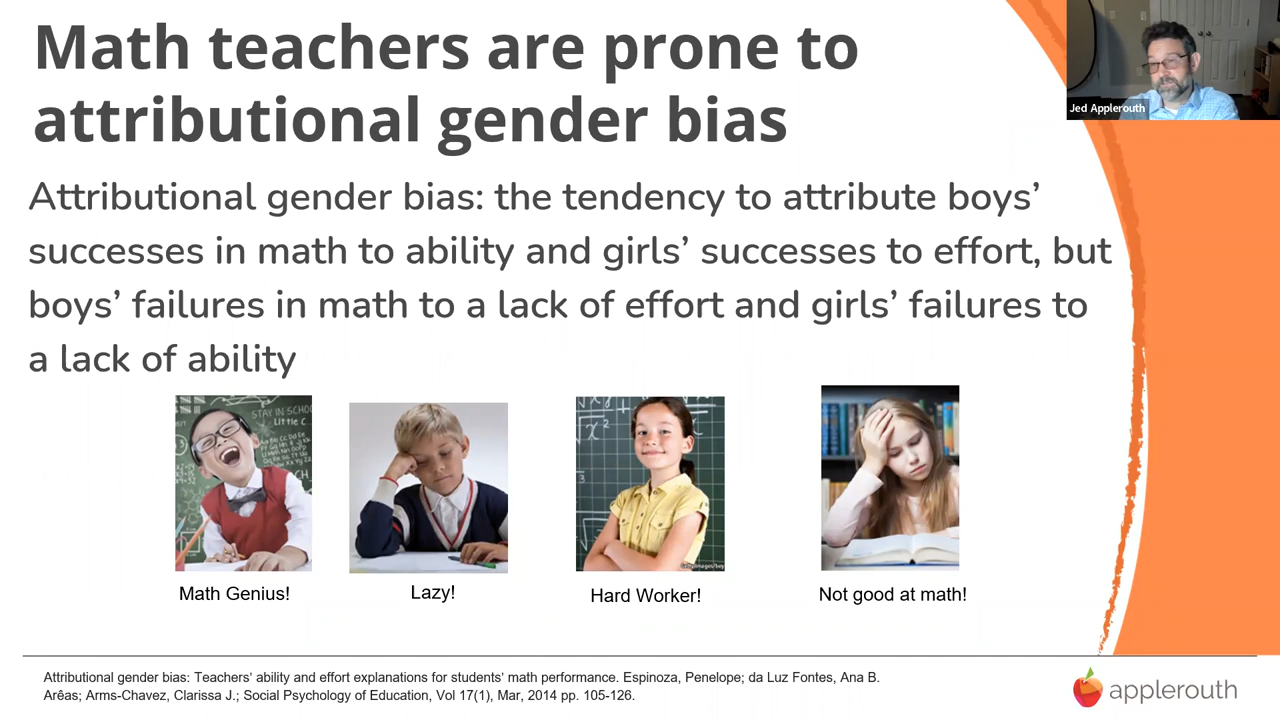 Math teachers are prone to
attributional gender bias
Jed Applerouth
Attributional gender bias: the tendency to attribute boys’
successes in math to ability and girls’ successes to effort, but
boys’ failures in math to a lack of effort and girls’ failures to
a lack of ability
STAY IN SCHO
Little C
Math Genius!
Lazy!
Hard Worker!
Not good at math!
Attributional gender bias: Teachers’ ability and effort explanations for students’ math performance. Espinoza, Penelope; da Luz Fontes, Ana B.
Arêas; Arms-Chavez, Clarissa J.; Social Psychology of Education, Vol 17(1), Mar, 2014 pp. 105-126.
applerouth